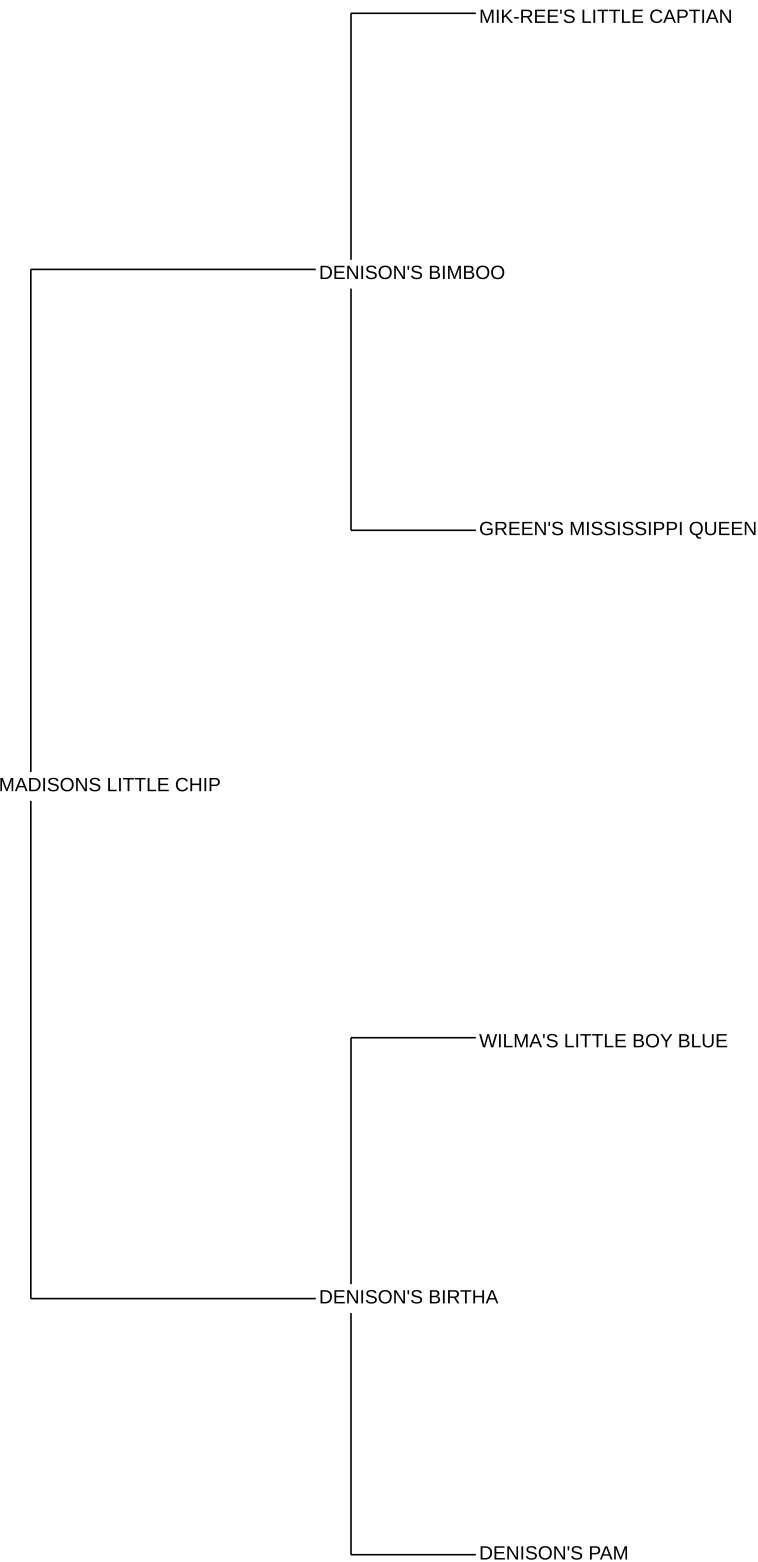 MIK-REE'S LITTLE CAPTIAN
DENISON'S BIMBOO
GREEN'S MISSISSIPPI QUEEN
MADISONS LITTLE CHIP
WILMA'S LITTLE BOY BLUE
DENISON'S BIRTHA
DENISON'S PAM